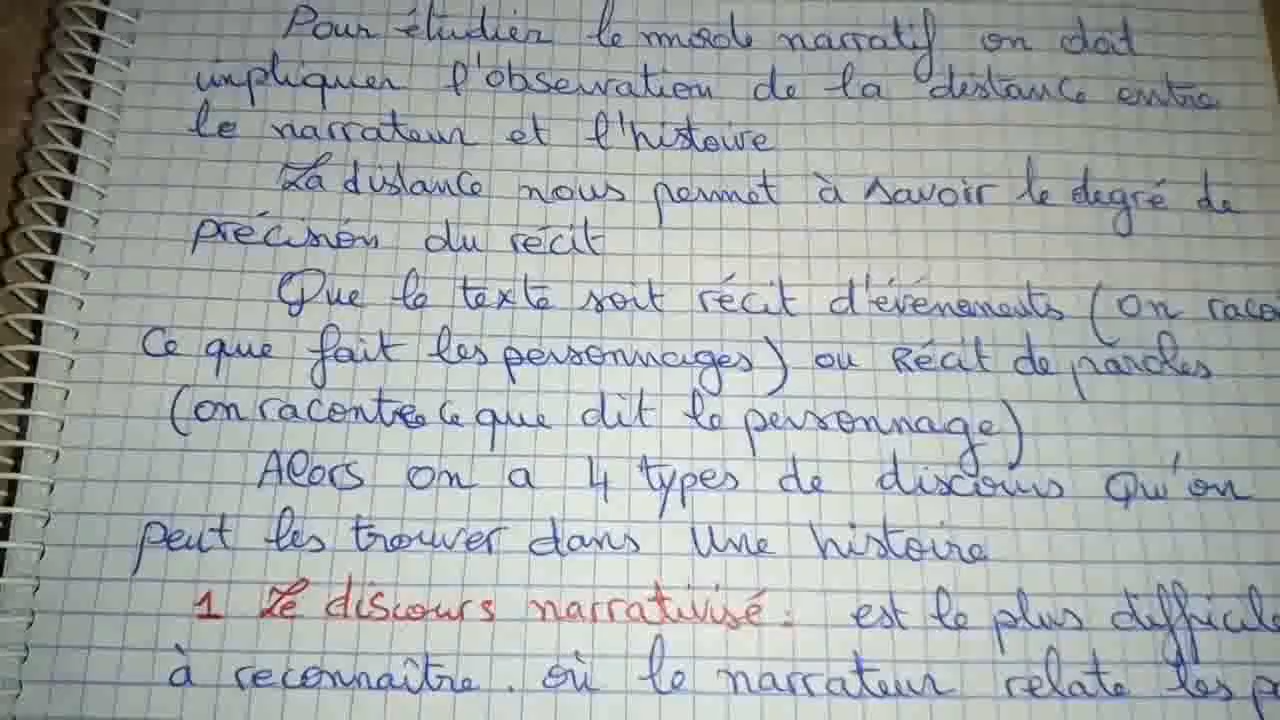 Pour étudier le mode narratif on doit
impliquer l'observation de la distance entre
le narrateur et l'histoire
La distance nous permet à savoir le degré de
précision du récit
Que le texte soit récit d'événements (on raco
ce que fait les personnages) ou Récit de paroles
(on raconte ce que dit le personnage)
Alors on a 4 types de discours qu'on
peut les trouver dans une histoire
1 Le discours narrativisé : est le plus difficile
à reconnaître. où le narrateur relate les p